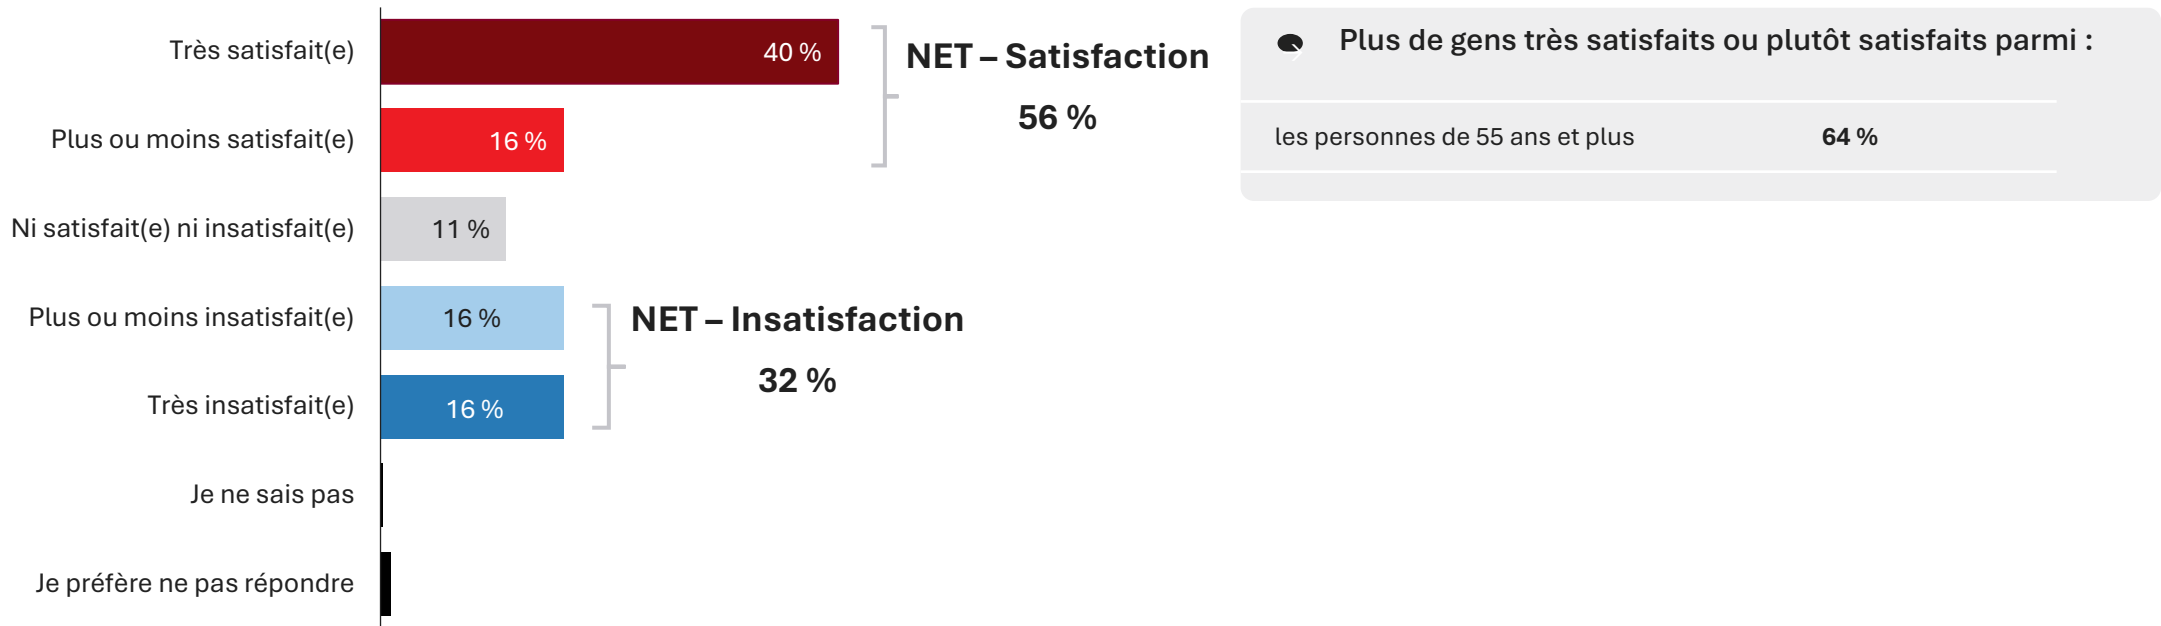 Très satisfait(e)
40 %
Plus ou moins satisfait(e)
16 %
Ni satisfait(e) ni insatisfait(e)
11 %
Plus ou moins insatisfait(e)
16 %
Très insatisfait(e)
16 %
Je ne sais pas
Je préfère ne pas répondre
NET – Satisfaction
56 %
NET – Insatisfaction
32 %
Plus de gens très satisfaits ou plutôt satisfaits parmi :
les personnes de 55 ans et plus 64 %